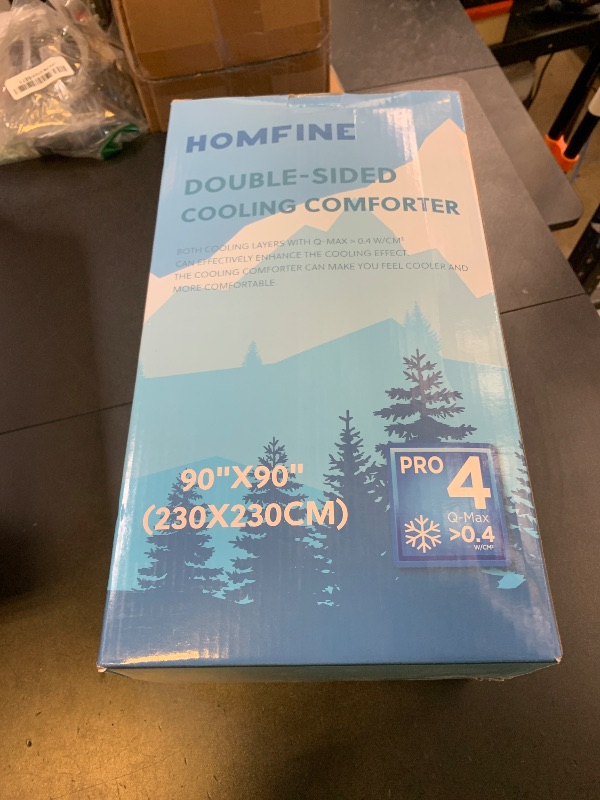 HOMFINE
DOUBLE-SIDED
COOLING COMFORTER
BOTH COOLING LAYERS WITH Q-MAX > 0.4 W/CM²
CAN EFFECTIVELY ENHANCE THE COOLING EFFECT.
THE COOLING COMFORTER CAN MAKE YOU FEEL COOLER AND
MORE COMFORTABLE
90"X90"
(230X230CM)
PRO 4
Q-Max
>0.4
W/CM²